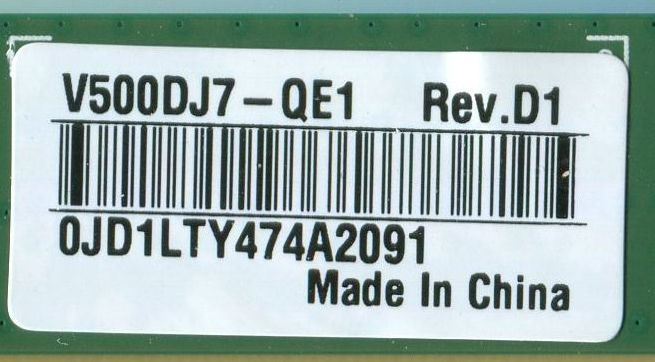 V500DJ7-QE1 Rev.D1
0JD1LTY474A2091
Made In China